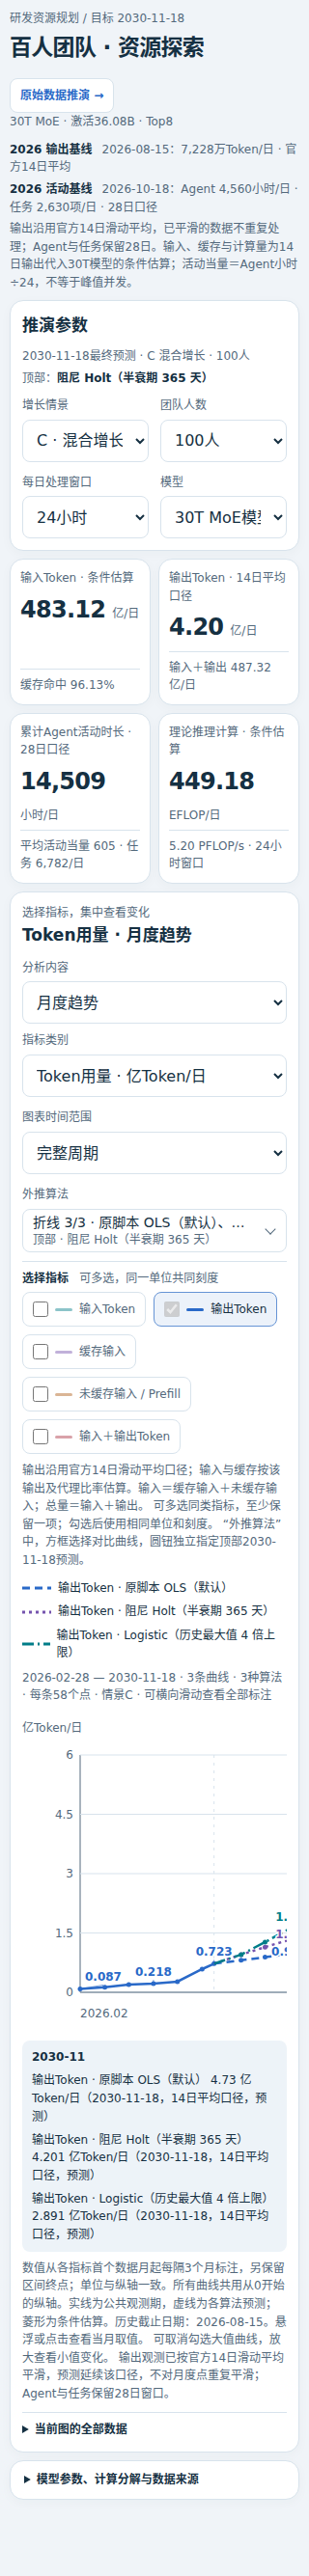 研发资源规划 / 目标 2030-11-18
百人团队 · 资源探索
原始数据推演 →
30T MoE · 激活36.08B · Top8
2026 输出基线 2026-08-15：7,228万Token/日 · 官
方14日平均
2026 活动基线 2026-10-18：Agent 4,560小时/日 ·
任务 2,630项/日 · 28日口径
输出沿用官方14日滑动平均，已平滑的数据不重复处
理；Agent与任务保留28日。输入、缓存与计算量为14
日输出代入30T模型的条件估算；活动当量＝Agent小时
÷24，不等于峰值并发。
推演参数
2030-11-18最终预测 · C 混合增长 · 100人
顶部：阻尼 Holt（半衰期 365 天）
增长情景
团队人数
C · 混合增长
100人
每日处理窗口
模型
24小时
30T MoE模型
输入Token · 条件估算
483.12 亿/日
缓存命中 96.13%
输出Token · 14日平均
口径
4.20 亿/日
输入＋输出 487.32
亿/日
累计Agent活动时长 ·
28日口径
14,509
小时/日
平均活动当量 605 · 任
务 6,782/日
理论推理计算 · 条件估
算
449.18
EFLOP/日
5.20 PFLOP/s · 24小
时窗口
选择指标，集中查看变化
Token用量 · 月度趋势
分析内容
月度趋势
指标类别
Token用量 · 亿Token/日
图表时间范围
完整周期
外推算法
折线 3/3 · 原脚本 OLS（默认）、...
顶部 · 阻尼 Holt（半衰期 365 天）
选择指标 可多选，同一单位共同刻度
输入Token
输出Token
缓存输入
未缓存输入 / Prefill
输入＋输出Token
输出沿用官方14日滑动平均口径；输入与缓存按该
输出及代理比率估算。输入＝缓存输入＋未缓存输
入；总量＝输入＋输出。 可多选同类指标，至少保
留一项；勾选后使用相同单位和刻度。 “外推算法”
中，方框选择对比曲线，圆钮独立指定顶部2030-
11-18预测。
输出Token · 原脚本 OLS（默认）
输出Token · 阻尼 Holt（半衰期 365 天）
输出Token · Logistic（历史最大值 4 倍上
限）
2026-02-28 — 2030-11-18 · 3条曲线 · 3种算法
· 每条58个点 · 情景C · 可横向滑动查看全部标注
亿Token/日
6
4.5
3
1.5
0
0.087
0.218
0.723
2026.02
2030-11
输出Token · 原脚本 OLS（默认） 4.73 亿
Token/日（2030-11-18，14日平均口径，预
测）
输出Token · 阻尼 Holt（半衰期 365 天）
4.201 亿Token/日（2030-11-18，14日平均
口径，预测）
输出Token · Logistic（历史最大值 4 倍上限）
2.891 亿Token/日（2030-11-18，14日平均
口径，预测）
数值从各指标首个数据月起每隔3个月标注，另保留
区间终点；单位与纵轴一致。所有曲线共用从0开始
的纵轴。实线为公共观测期，虚线为各算法预测；
菱形为条件估算。历史截止日期：2026-08-15。悬
浮或点击查看当月取值。 可取消勾选大值曲线，放
大查看小值变化。 输出观测已按官方14日滑动平均
平滑，预测延续该口径，不对月度点重复平滑；
Agent与任务保留28日窗口。
当前图的全部数据
模型参数、计算分解与数据来源